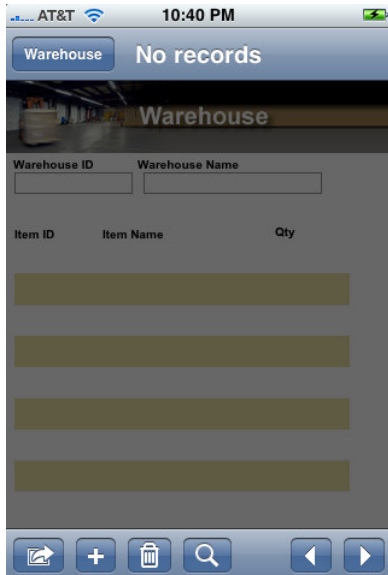 AT&T 10:40 PM
Warehouse No records
Warehouse
Warehouse ID Warehouse Name
Item ID Item Name Qty